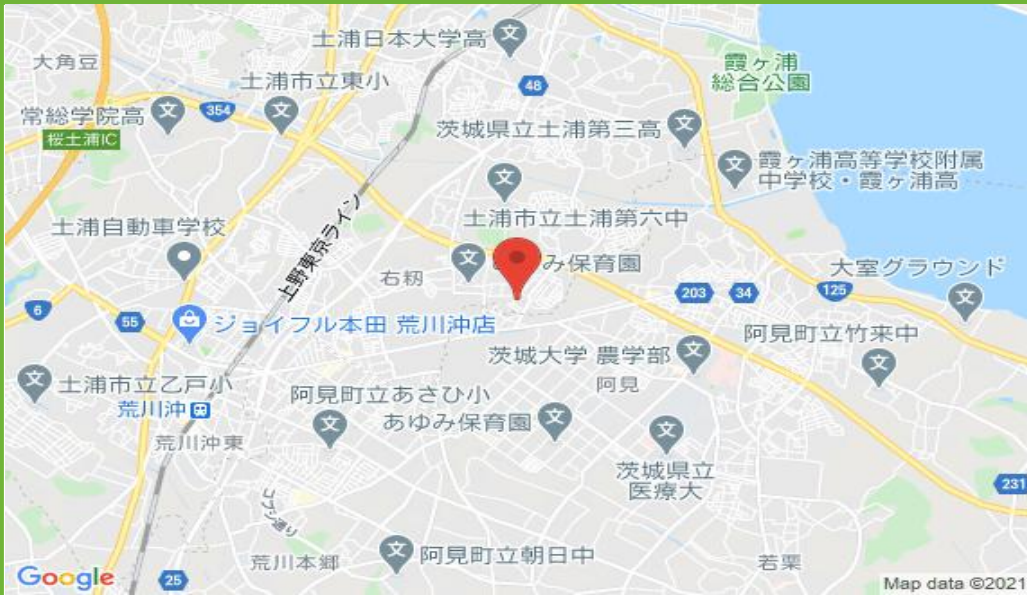 土浦日本大学高
大角豆
霞ヶ浦
総合公園
土浦市立東小
48
常総学院高
354
桜土浦IC
茨城県立土浦第三高
霞ヶ浦高等学校附属
中学校・霞ヶ浦高
土浦自動車学校
上野東京ライン
土浦市立土浦第六中
右籾
ゆみ保育園
大室グラウンド
6
55
203
34
125
ジョイフル本田 荒川沖店
阿見町立竹来中
茨城大学 農学部
土浦市立乙戸小
阿見町立あさひ小
阿見
荒川沖
あゆみ保育園
荒川沖東
茨城県立
医療大
231
コブシ通り
荒川本郷
阿見町立朝日中
若栗
Google
25
Map data ©2021